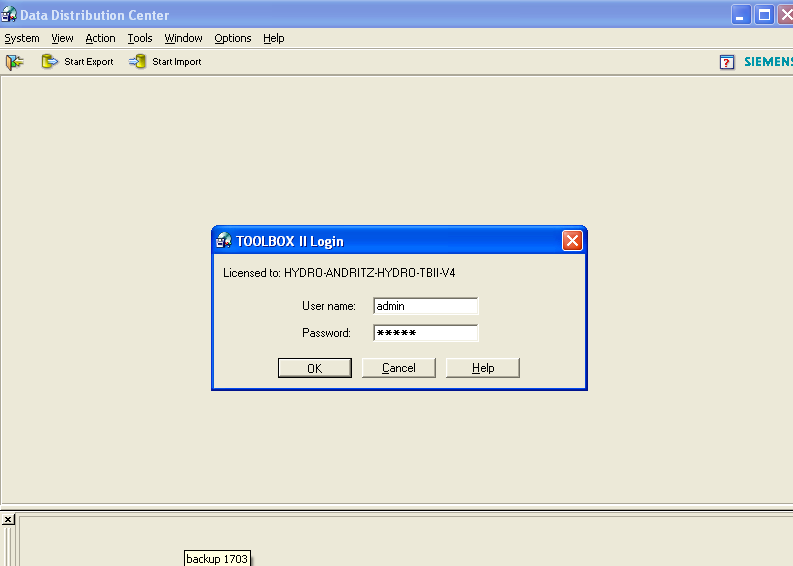 Data Distribution Center
System View Action Tools Window Options Help
Start Export Start Import ? SIEMENS
TOOLBOX II Login
Licensed to: HYDRO-ANDRITZ-HYDRO-TBII-V4
User name: admin
Password: *****
OK Cancel Help
backup 1703